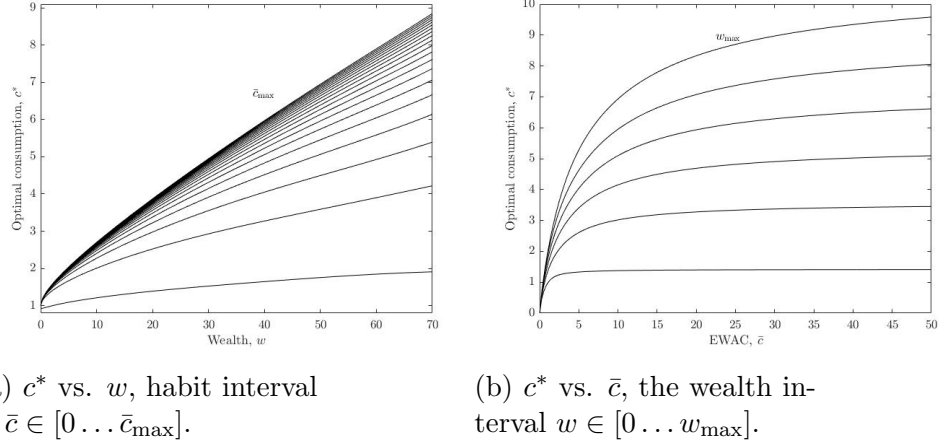 9
8
7
6
5
4
3
2
1
Optimal consumption, c*
c̄max
0 10 20 30 40 50 60 70
Wealth, w
) c* vs. w, habit interval
c̄ ∈ [0 … c̄max].
10
9
8
7
6
5
4
3
2
1
0
Optimal consumption, c*
wmax
0 5 10 15 20 25 30 35 40 45 50
EWAC, c̄
(b) c* vs. c̄, the wealth in-
terval w ∈ [0 … wmax].